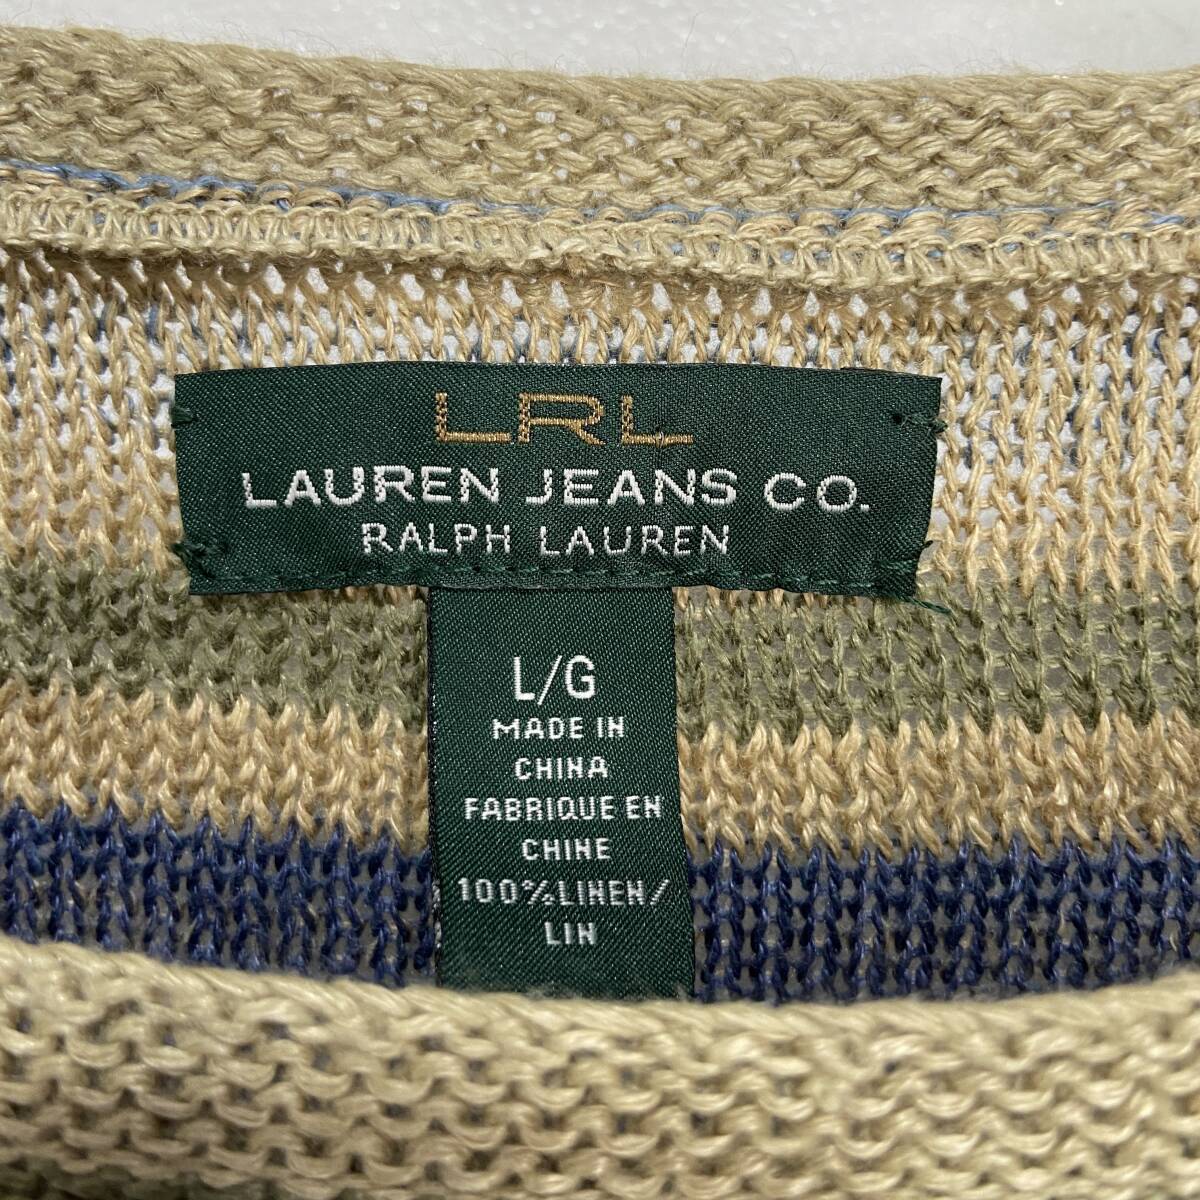 LRL
LAUREN JEANS CO.
RALPH LAUREN
L/G
MADE IN
CHINA
FABRIQUE EN
CHINE
100%LINEN/
LIN